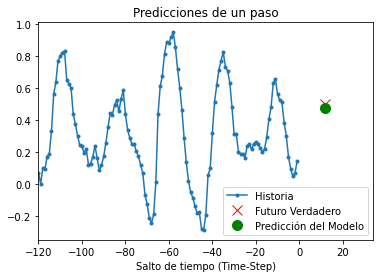 Predicciones de un paso
1.0
0.8
0.6
0.4
0.2
0.0
−0.2
−120 −100 −80 −60 −40 −20 0 20
Salto de tiempo (Time-Step)
Historia
Futuro Verdadero
Predicción del Modelo